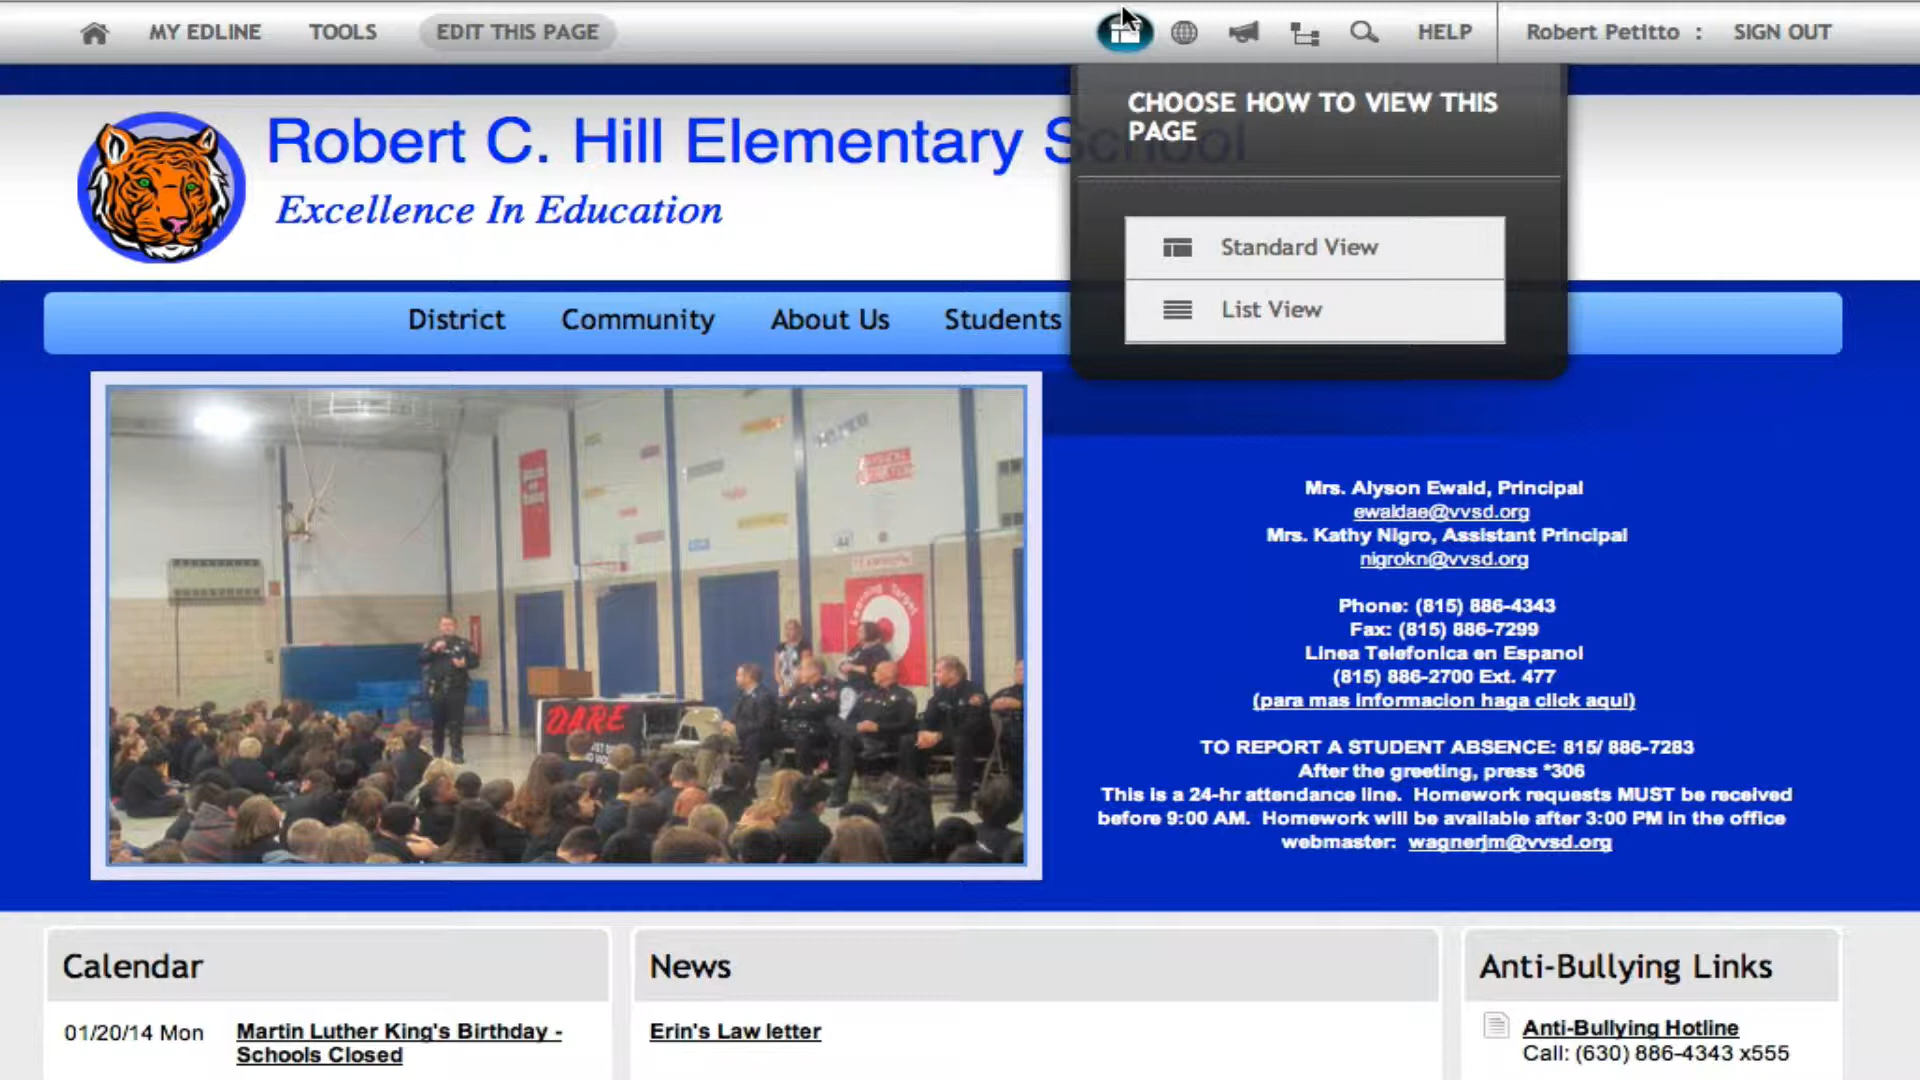 MY EDLINE
TOOLS
EDIT THIS PAGE
HELP
Robert Petitto :
SIGN OUT
CHOOSE HOW TO VIEW THIS
PAGE
Standard View
List View
Robert C. Hill Elementary School
Excellence In Education
District
Community
About Us
Students
DARE
Learning Target
Mrs. Alyson Ewald, Principal
ewaldae@vvsd.org
Mrs. Kathy Nigro, Assistant Principal
nigrokn@vvsd.org
Phone: (815) 886-4343
Fax: (815) 886-7299
Linea Telefonica en Espanol
(815) 886-2700 Ext. 477
(para mas informacion haga click aqui)
TO REPORT A STUDENT ABSENCE: 815/ 886-7283
After the greeting, press *306
This is a 24-hr attendance line. Homework requests MUST be received
before 9:00 AM. Homework will be available after 3:00 PM in the office
webmaster: wagnerjm@vvsd.org
Calendar
01/20/14 Mon
Martin Luther King's Birthday -
Schools Closed
News
Erin's Law letter
Anti-Bullying Links
Anti-Bullying Hotline
Call: (630) 886-4343 x555